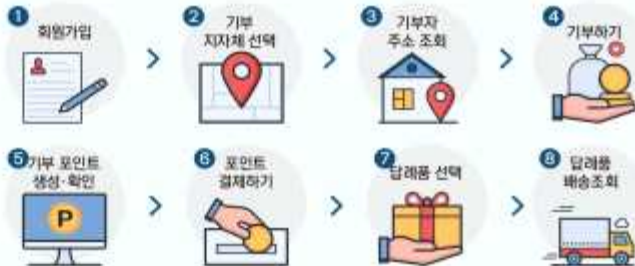 1 회원가입
2 기부
지자체 선택
3 기부자
주소 조회
4 기부하기
5 기부 포인트
생성·확인
P
6 포인트
결제하기
7 답례품 선택
8 답례품
배송조회